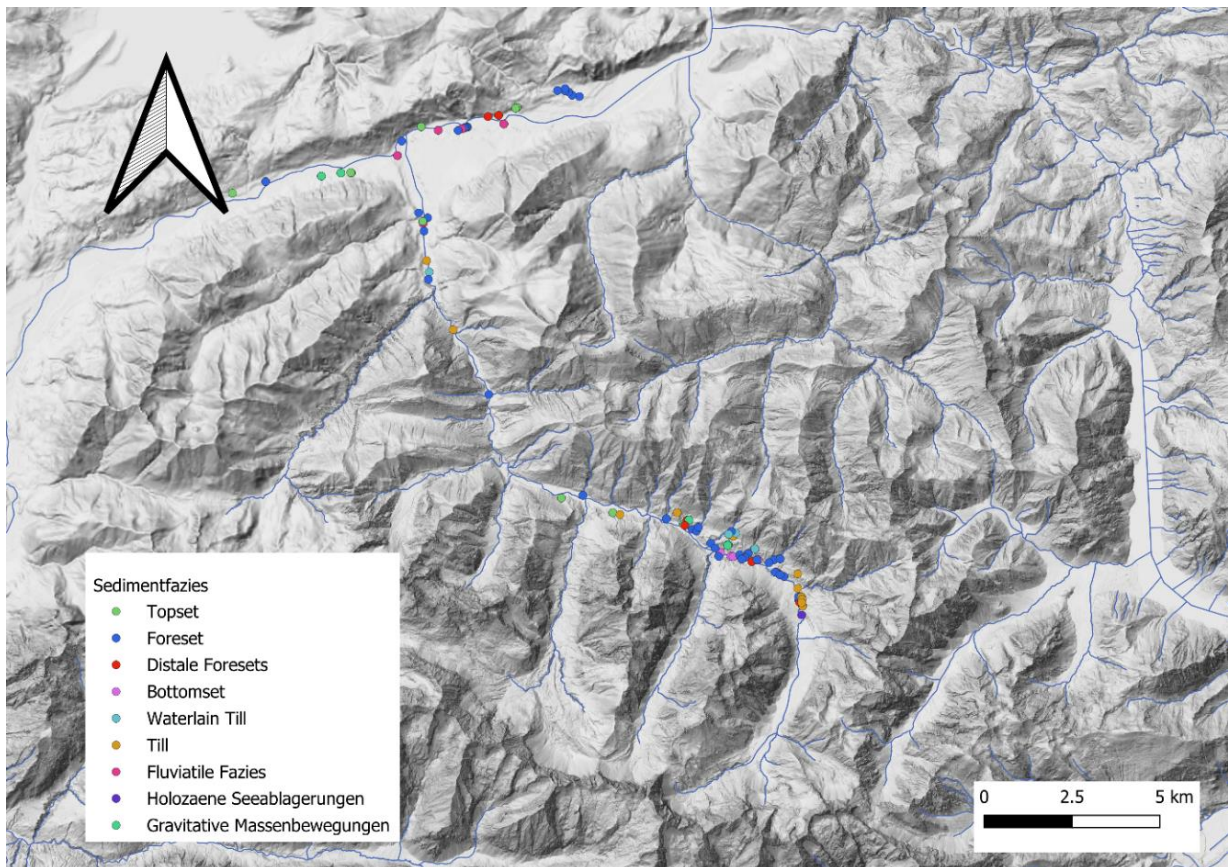 Sedimentfazies
Topset
Foreset
Distale Foresets
Bottomset
Waterlain Till
Till
Fluviatile Fazies
Holozaene Seeablagerungen
Gravitative Massenbewegungen
0 2.5 5 km